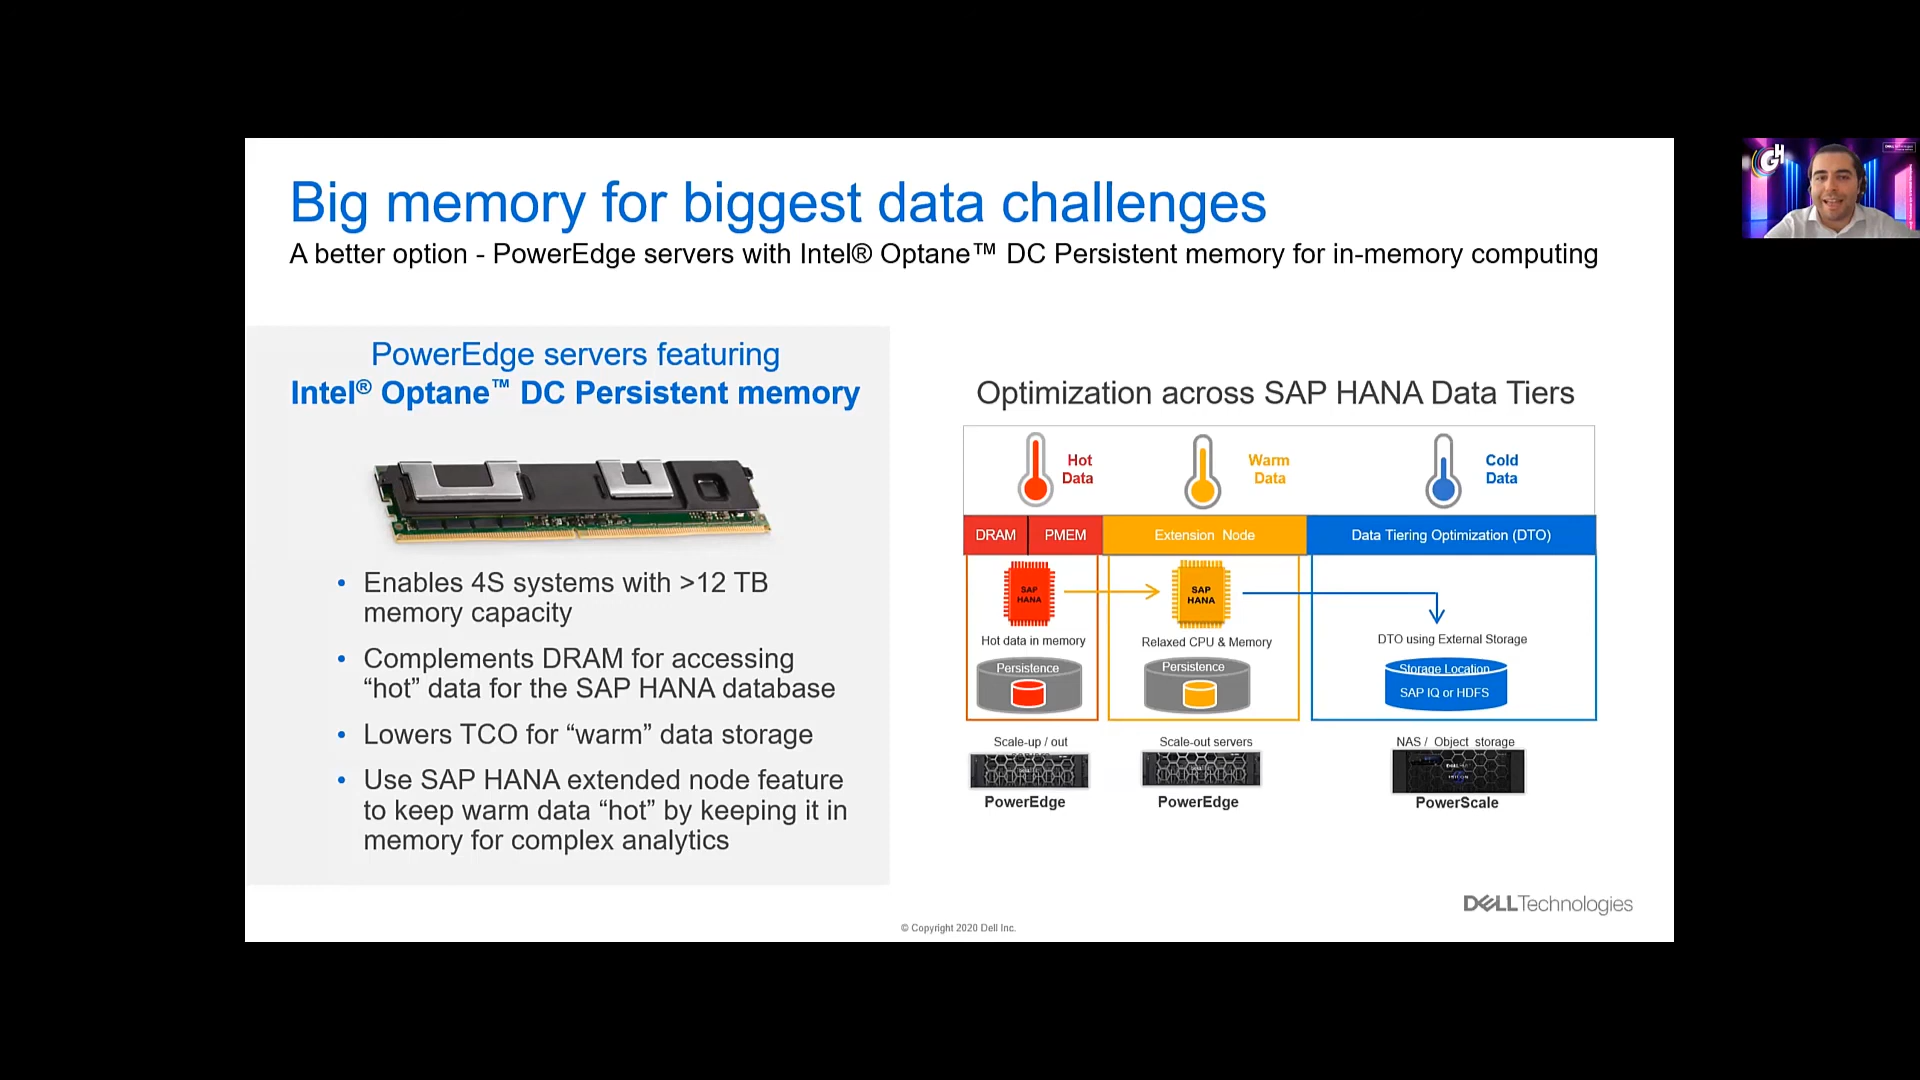 Big memory for biggest data challenges
A better option - PowerEdge servers with Intel® Optane™ DC Persistent memory for in-memory computing
PowerEdge servers featuring
Intel® Optane™ DC Persistent memory
• Enables 4S systems with >12 TB
memory capacity
• Complements DRAM for accessing
“hot” data for the SAP HANA database
• Lowers TCO for “warm” data storage
• Use SAP HANA extended node feature
to keep warm data “hot” by keeping it in
memory for complex analytics
Optimization across SAP HANA Data Tiers
Hot
Data
Warm
Data
Cold
Data
DRAM
PMEM
Extension Node
Data Tiering Optimization (DTO)
SAP
HANA
SAP
HANA
Hot data in memory
Relaxed CPU & Memory
DTO using External Storage
Persistence
Persistence
Storage Location
SAP IQ or HDFS
Scale-up / out
Scale-out servers
NAS / Object storage
PowerEdge
PowerEdge
PowerScale
DELLTechnologies
© Copyright 2020 Dell Inc.
GH